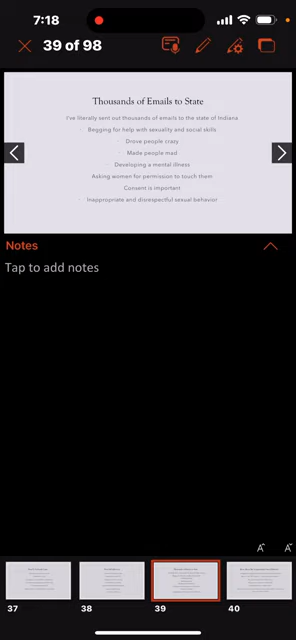 7:18
39 of 98
Thousands of Emails to State
I've literally sent out thousands of emails to the state of Indiana
Begging for help with sexuality and social skills
Drove people crazy
Made people mad
Developing a mental illness
Asking women for permission to touch them
Consent is important
Inappropriate and disrespectful sexual behavior
Notes
Tap to add notes
A A
37 38 39 40